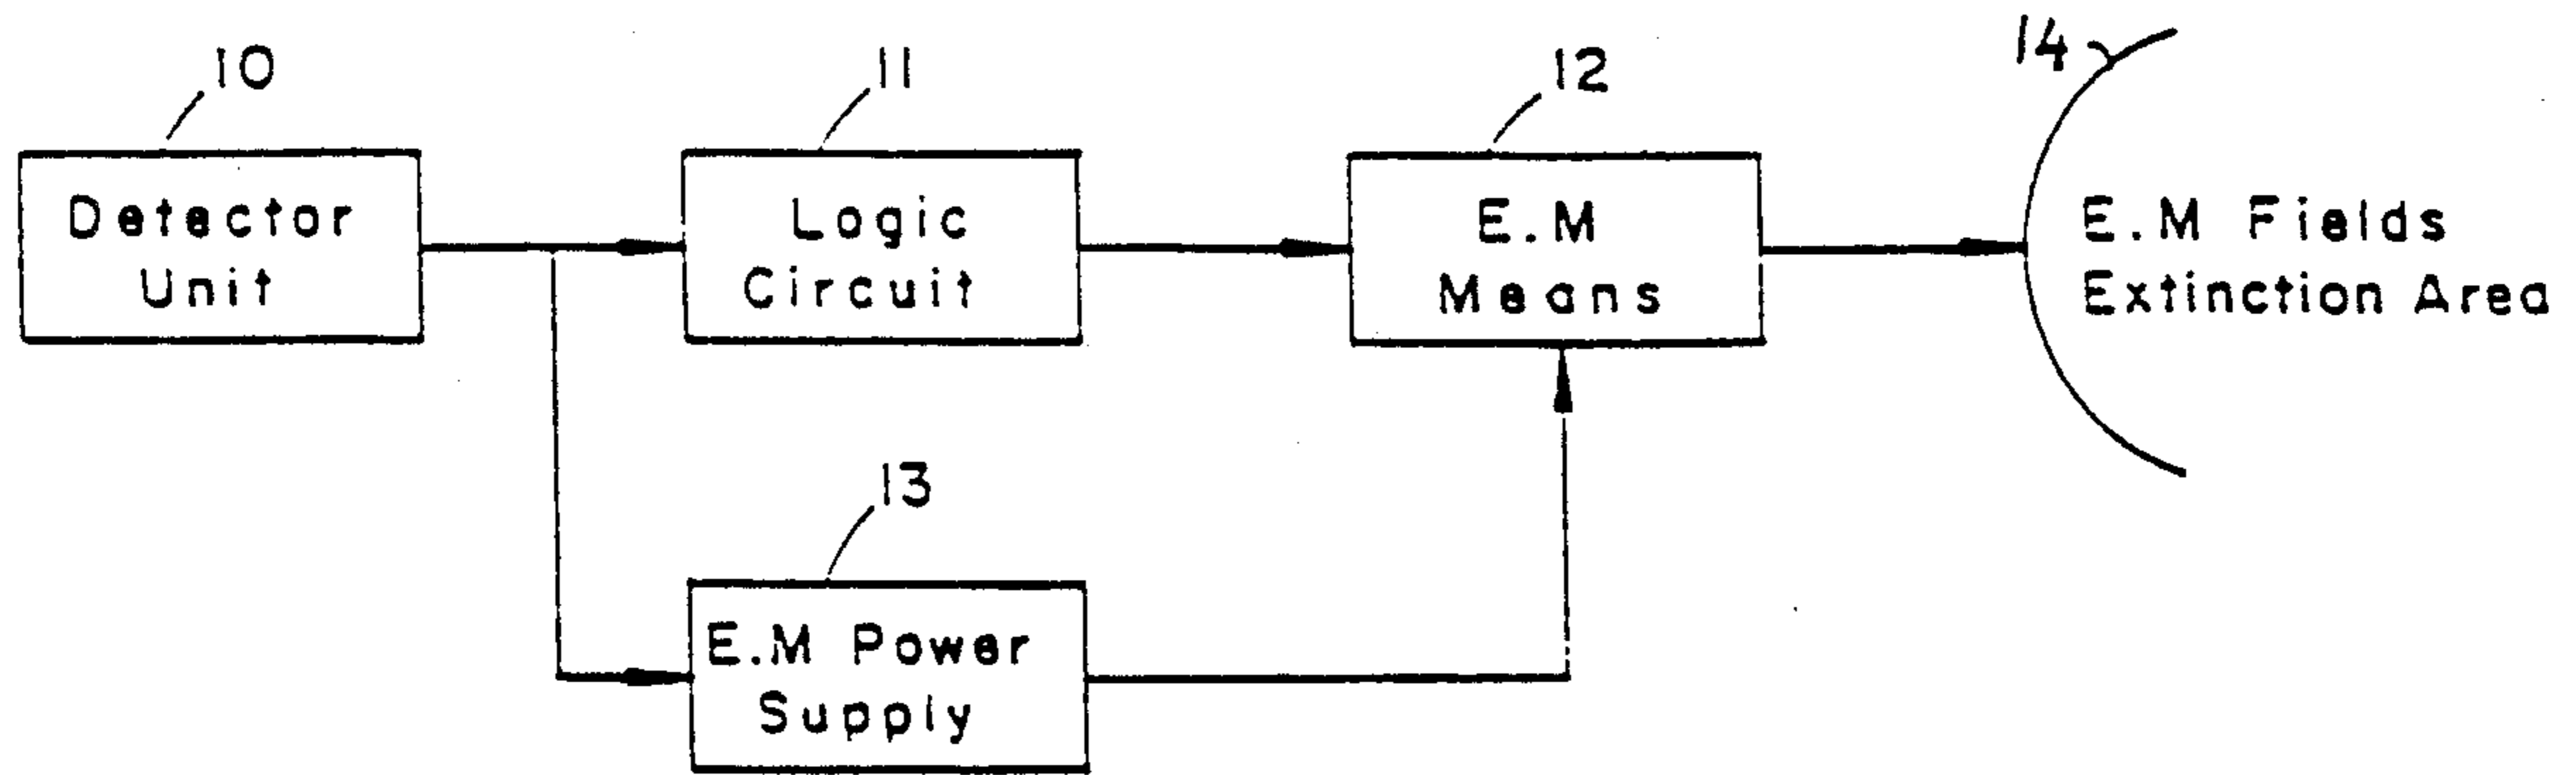 10
11
12
14
Detector
Unit
Logic
Circuit
E.M
Means
E.M Fields
Extinction Area
13
E.M Power
Supply